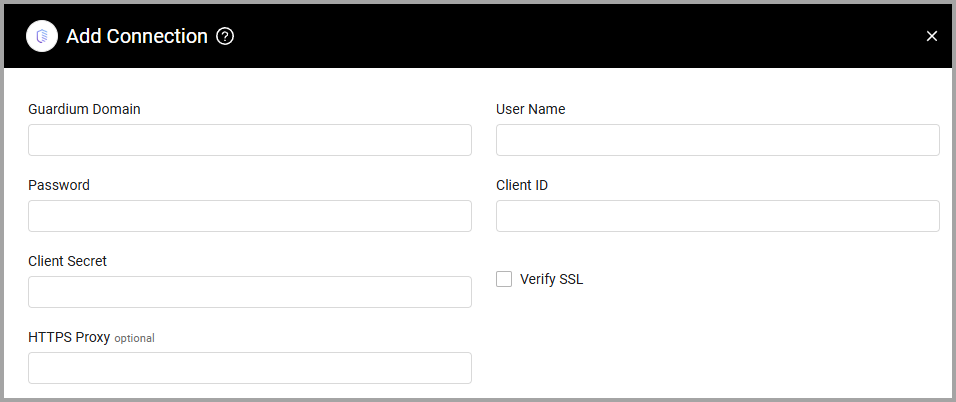 Add Connection ?
Guardium Domain
User Name
Password
Client ID
Client Secret
Verify SSL
HTTPS Proxy optional